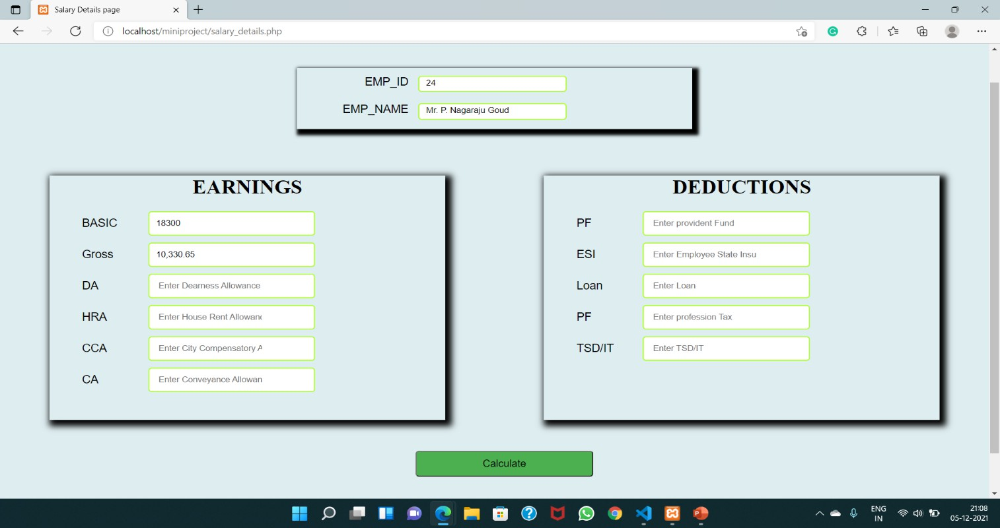 Salary Details page
localhost/miniproject/salary_details.php
EMP_ID 24
EMP_NAME Mr. P. Nagaraju Goud
EARNINGS
BASIC 18300
Gross 10,330.65
DA Enter Dearness Allowance
HRA Enter House Rent Allowanc
CCA Enter City Compensatory A
CA Enter Conveyance Allowan
DEDUCTIONS
PF Enter provident Fund
ESI Enter Employee State Insu
Loan Enter Loan
PF Enter profession Tax
TSD/IT Enter TSD/IT
Calculate
ENG
IN
21:08
05-12-2021